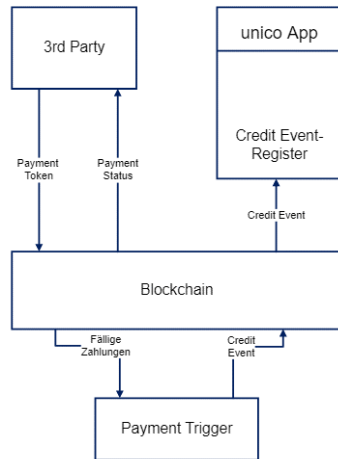 3rd Party
unico App
Credit Event-
Register
Payment
Token
Payment
Status
Credit Event
Blockchain
Fällige
Zahlungen
Credit
Event
Payment Trigger